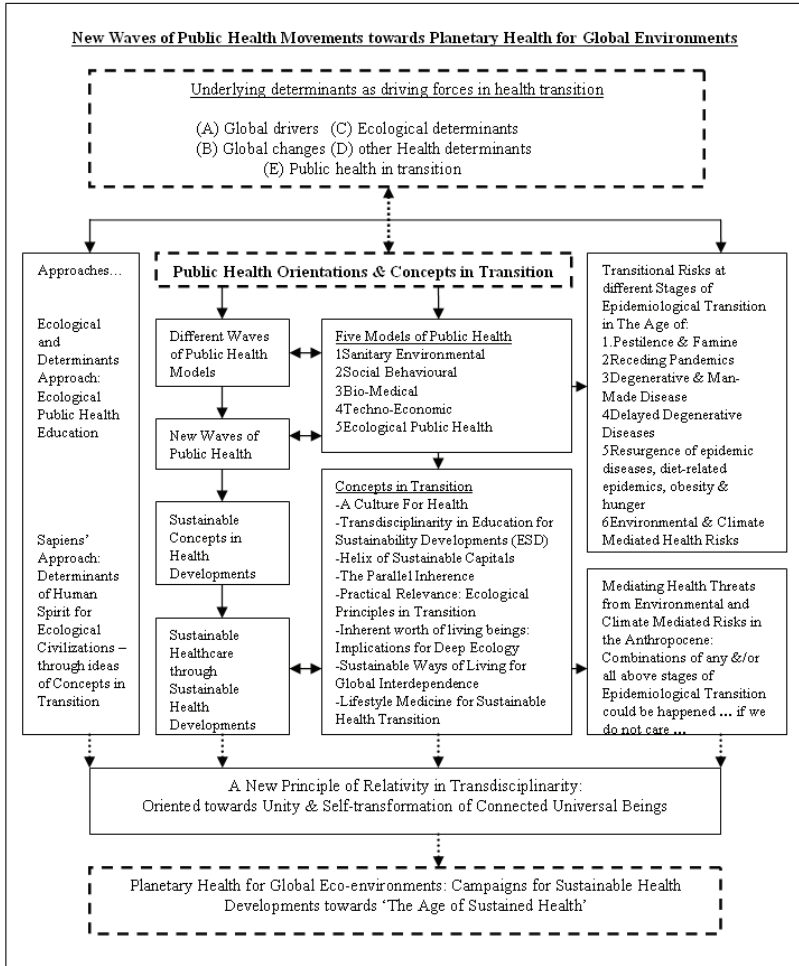 New Waves of Public Health Movements towards Planetary Health for Global Environments
Underlying determinants as driving forces in health transition
(A) Global drivers (C) Ecological determinants
(B) Global changes (D) other Health determinants
(E) Public health in transition
Approaches...
Ecological
and
Determinants
Approach:
Ecological
Public Health
Education
Sapiens'
Approach:
Determinants
of Human
Spirit for
Ecological
Civilizations –
through ideas
of Concepts in
Transition
Public Health Orientations & Concepts in Transition
Different Waves
of Public Health
Models
New Waves of
Public Health
Sustainable
Concepts in
Health
Developments
Sustainable
Healthcare
through
Sustainable
Health
Developments
Five Models of Public Health
1Sanitary Environmental
2Social Behavioural
3Bio-Medical
4Techno-Economic
5Ecological Public Health
Concepts in Transition
-A Culture For Health
-Transdisciplinarity in Education for
Sustainability Developments (ESD)
-Helix of Sustainable Capitals
-The Parallel Inherence
-Practical Relevance: Ecological
Principles in Transition
-Inherent worth of living beings:
Implications for Deep Ecology
-Sustainable Ways of Living for
Global Interdependence
-Lifestyle Medicine for Sustainable
Health Transition
Transitional Risks at
different Stages of
Epidemiological Transition
in The Age of:
1.Pestilence & Famine
2Receding Pandemics
3Degenerative & Man-
Made Disease
4Delayed Degenerative
Diseases
5Resurgence of epidemic
diseases, diet-related
epidemics, obesity &
hunger
6Environmental & Climate
Mediated Health Risks
Mediating Health Threats
from Environmental and
Climate Mediated Risks in
the Anthropocene:
Combinations of any &/or
all above stages of
Epidemiological Transition
could be happened ... if we
do not care ...
A New Principle of Relativity in Transdisciplinarity:
Oriented towards Unity & Self-transformation of Connected Universal Beings
Planetary Health for Global Eco-environments: Campaigns for Sustainable Health
Developments towards 'The Age of Sustained Health'